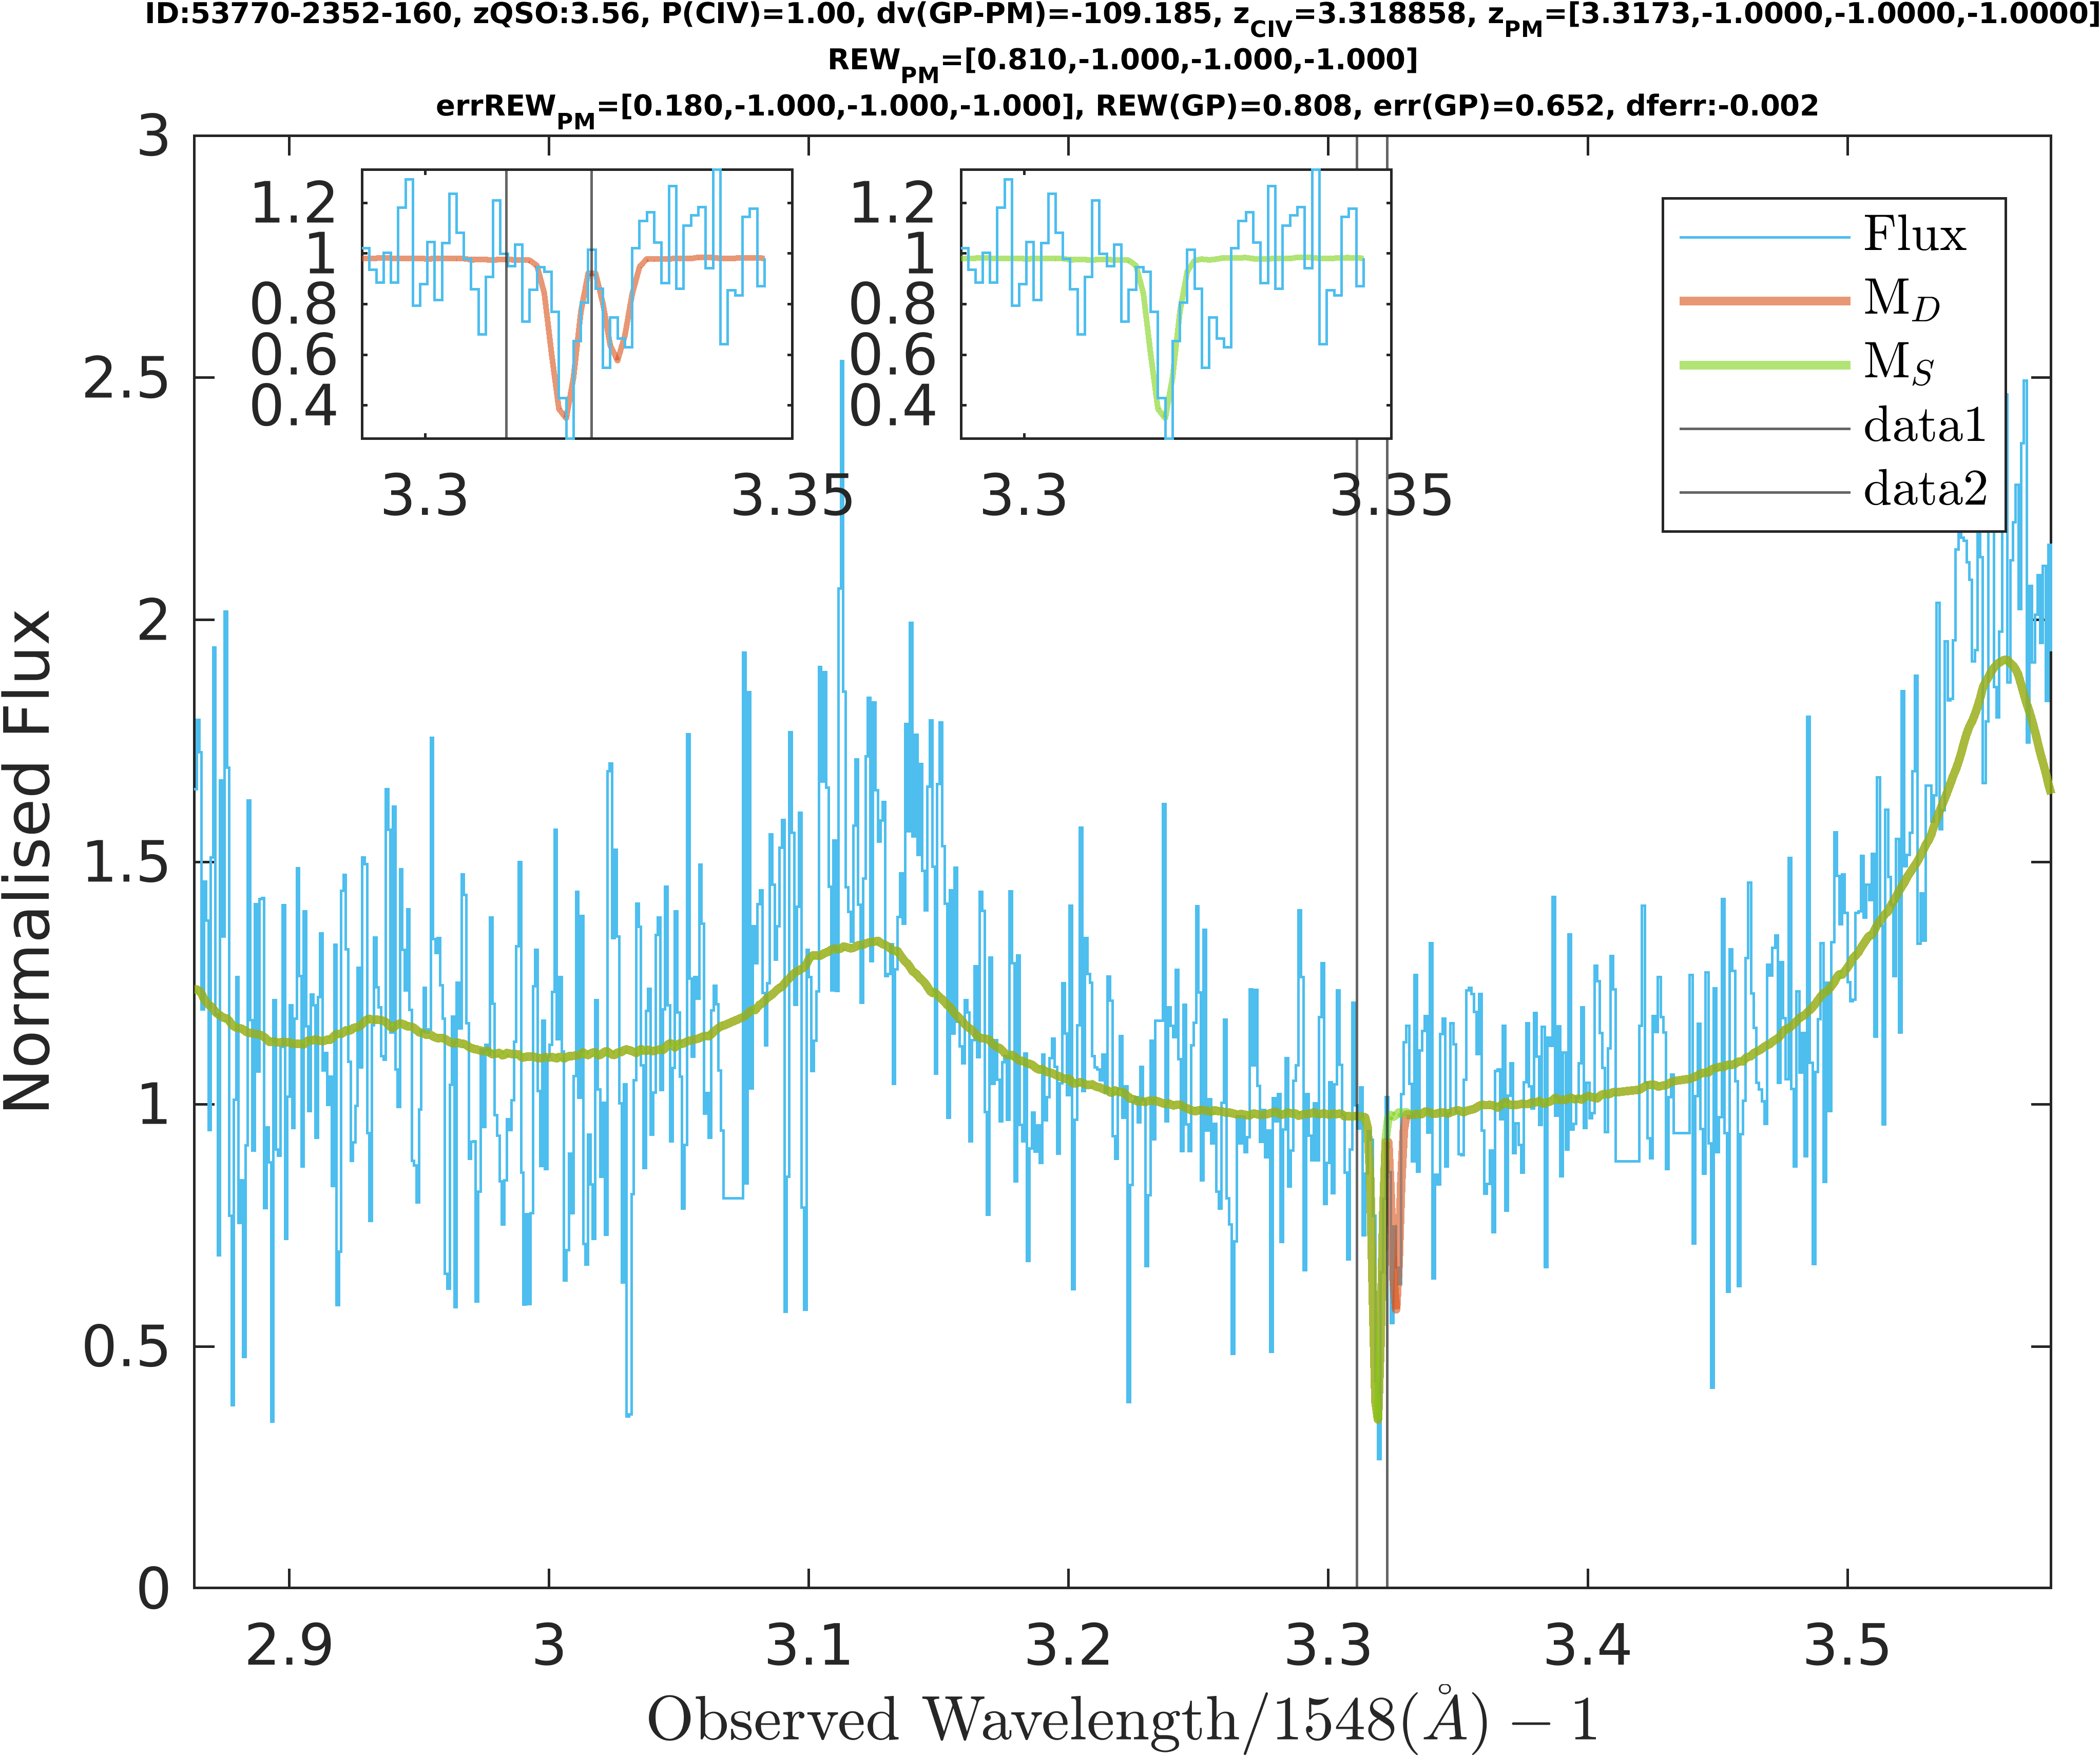 ID:53770-2352-160, zQSO:3.56, P(CIV)=1.00, dv(GP-PM)=-109.185, zCIV=3.318858, zPM=[3.3173,-1.0000,-1.0000,-1.0000]
REWPM=[0.810,-1.000,-1.000,-1.000]
errREWPM=[0.180,-1.000,-1.000,-1.000], REW(GP)=0.808, err(GP)=0.652, dferr:-0.002
3
2.5
2
1.5
1
0.5
0
Normalised Flux
1.2
1
0.8
0.6
0.4
3.3
3.35
1.2
1
0.8
0.6
0.4
3.3
3.35
Flux
MD
MS
data1
data2
2.9
3
3.1
3.2
3.3
3.4
3.5
Observed Wavelength/1548(Å) − 1